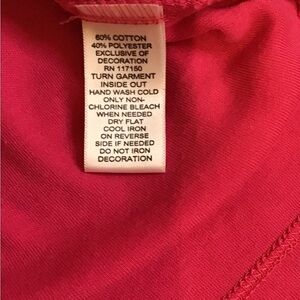 60% COTTON
40% POLYESTER
EXCLUSIVE OF
DECORATION
RN 117150
TURN GARMENT
INSIDE OUT
HAND WASH COLD
ONLY NON-
CHLORINE BLEACH
WHEN NEEDED
DRY FLAT
COOL IRON
ON REVERSE
SIDE IF NEEDED
DO NOT IRON
DECORATION